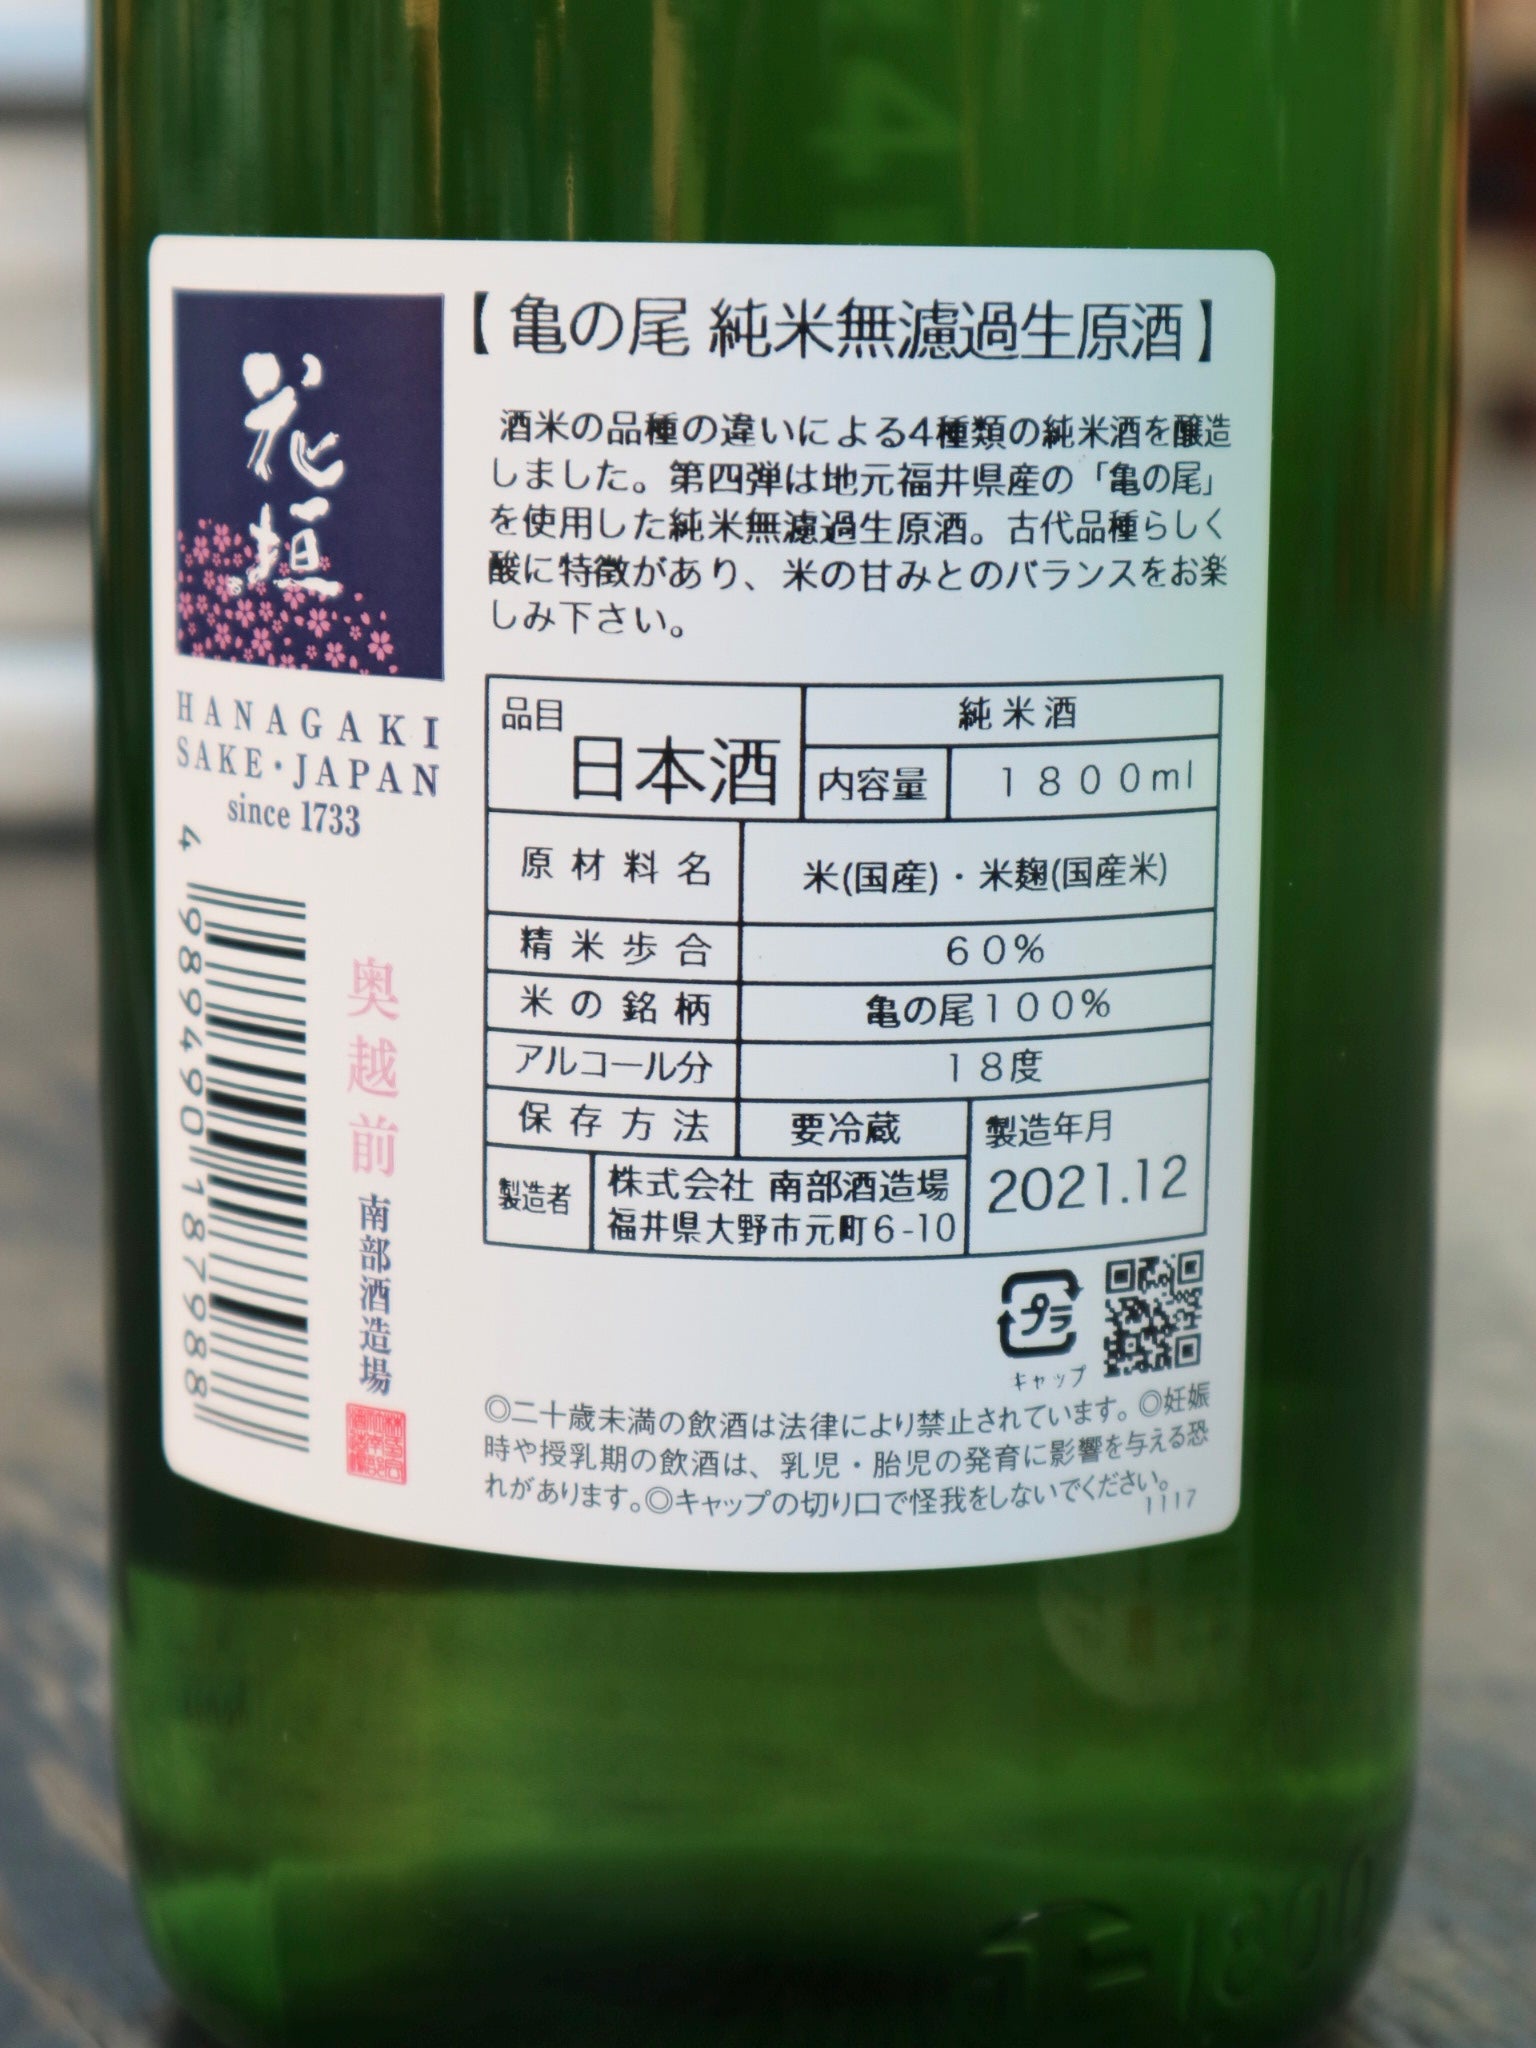 花垣
HANAGAKI
SAKE・JAPAN
since 1733
4 989490 187988
奥越前
南部酒造場
【亀の尾 純米無濾過生原酒】
酒米の品種の違いによる4種類の純米酒を醸造
しました。第四弾は地元福井県産の「亀の尾」
を使用した純米無濾過生原酒。古代品種らしく
酸に特徴があり、米の甘みとのバランスをお楽
しみ下さい。
品目
日本酒
純米酒
内容量 1800ml
原材料名 米(国産)・米麹(国産米)
精米歩合 60%
米の銘柄 亀の尾100%
アルコール分 18度
保存方法 要冷蔵
製造年月
2021.12
製造者
株式会社 南部酒造場
福井県大野市元町6-10
プラ
キャップ
◎二十歳未満の飲酒は法律により禁止されています。◎妊娠
時や授乳期の飲酒は、乳児・胎児の発育に影響を与える恐
れがあります。◎キャップの切り口で怪我をしないでください。
1117
1800